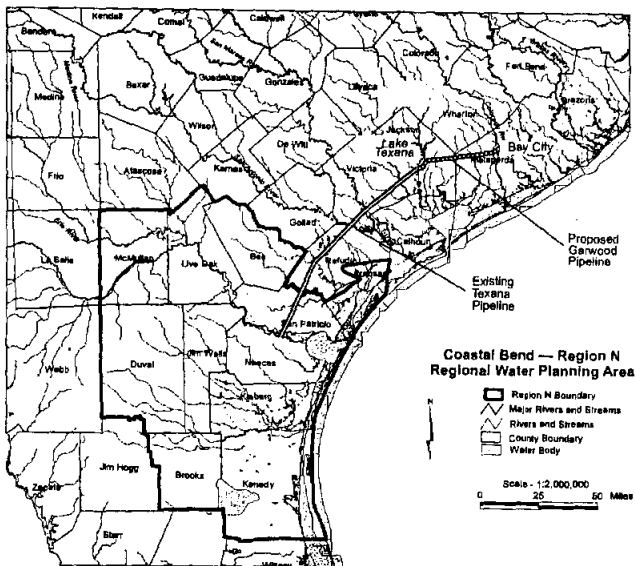 Kendall
Comal
Caldwell
Bandera
San Marcos River
Colorado
Fort Bend
Medina
Bexar
Guadalupe
Gonzales
Lavaca
Brazoria
Wilson
Wharton
Jackson
Lake
Texana
Bay City
De Witt
Matagorda
Frio
Atascosa
Karnes
Victoria
Goliad
Calhoun
Proposed
Garwood
Pipeline
La Salle
McMullen
Live Oak
Bee
Refugio
Aransas
Existing
Texana
Pipeline
San Patricio
Webb
Duval
Jim Wells
Nueces
Kleberg
Coastal Bend — Region N
Regional Water Planning Area
N
Region N Boundary
Major Rivers and Streams
Rivers and Streams
County Boundary
Water Body
Jim Hogg
Brooks
Kenedy
Zapata
Starr
Scale - 1:2,000,000
0 25 50 Miles